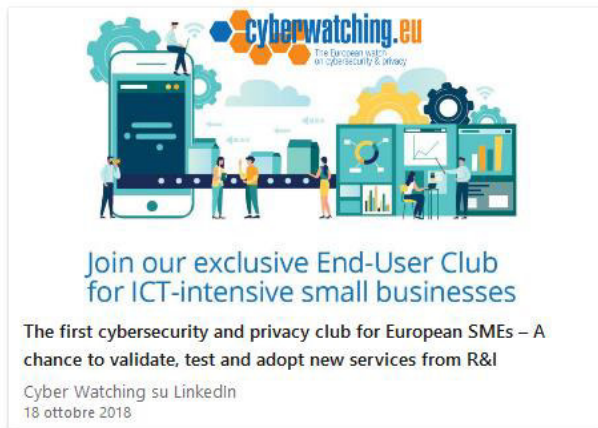 cyberwatching.eu
The European watch
on cybersecurity & privacy
Join our exclusive End-User Club
for ICT-intensive small businesses
The first cybersecurity and privacy club for European SMEs – A
chance to validate, test and adopt new services from R&I
Cyber Watching su LinkedIn
18 ottobre 2018